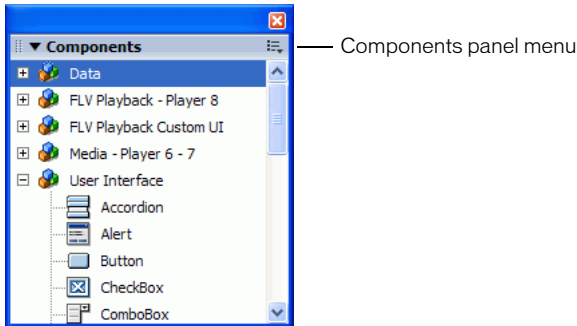 Components
Components panel menu
Data
FLV Playback - Player 8
FLV Playback Custom UI
Media - Player 6 - 7
User Interface
Accordion
Alert
Button
CheckBox
ComboBox